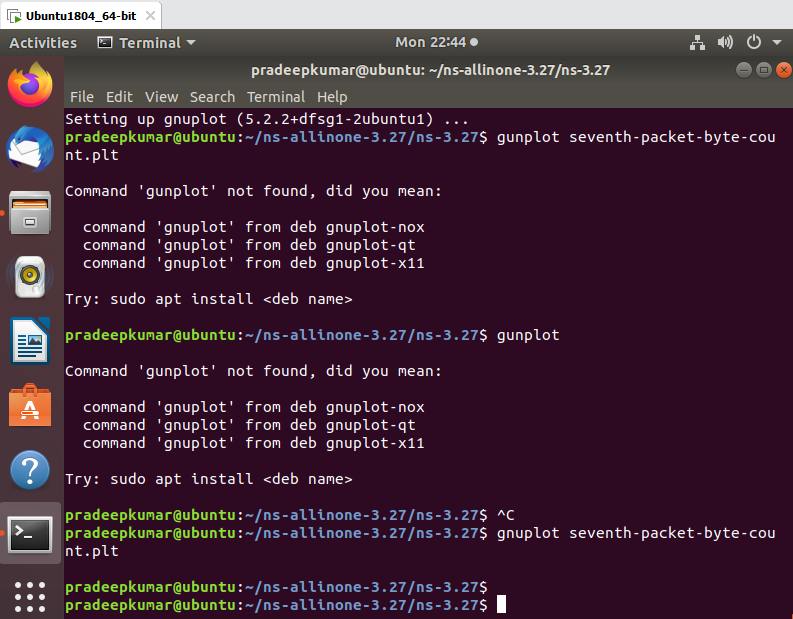 Ubuntu1804_64-bit
Activities Terminal Mon 22:44
pradeepkumar@ubuntu: ~/ns-allinone-3.27/ns-3.27
File Edit View Search Terminal Help
Setting up gnuplot (5.2.2+dfsg1-2ubuntu1) ...
pradeepkumar@ubuntu:~/ns-allinone-3.27/ns-3.27$ gunplot seventh-packet-byte-cou
nt.plt
Command 'gunplot' not found, did you mean:
command 'gnuplot' from deb gnuplot-nox
command 'gnuplot' from deb gnuplot-qt
command 'gnuplot' from deb gnuplot-x11
Try: sudo apt install <deb name>
pradeepkumar@ubuntu:~/ns-allinone-3.27/ns-3.27$ gunplot
Command 'gunplot' not found, did you mean:
command 'gnuplot' from deb gnuplot-nox
command 'gnuplot' from deb gnuplot-qt
command 'gnuplot' from deb gnuplot-x11
Try: sudo apt install <deb name>
pradeepkumar@ubuntu:~/ns-allinone-3.27/ns-3.27$ ^C
pradeepkumar@ubuntu:~/ns-allinone-3.27/ns-3.27$ gnuplot seventh-packet-byte-cou
nt.plt
pradeepkumar@ubuntu:~/ns-allinone-3.27/ns-3.27$
pradeepkumar@ubuntu:~/ns-allinone-3.27/ns-3.27$